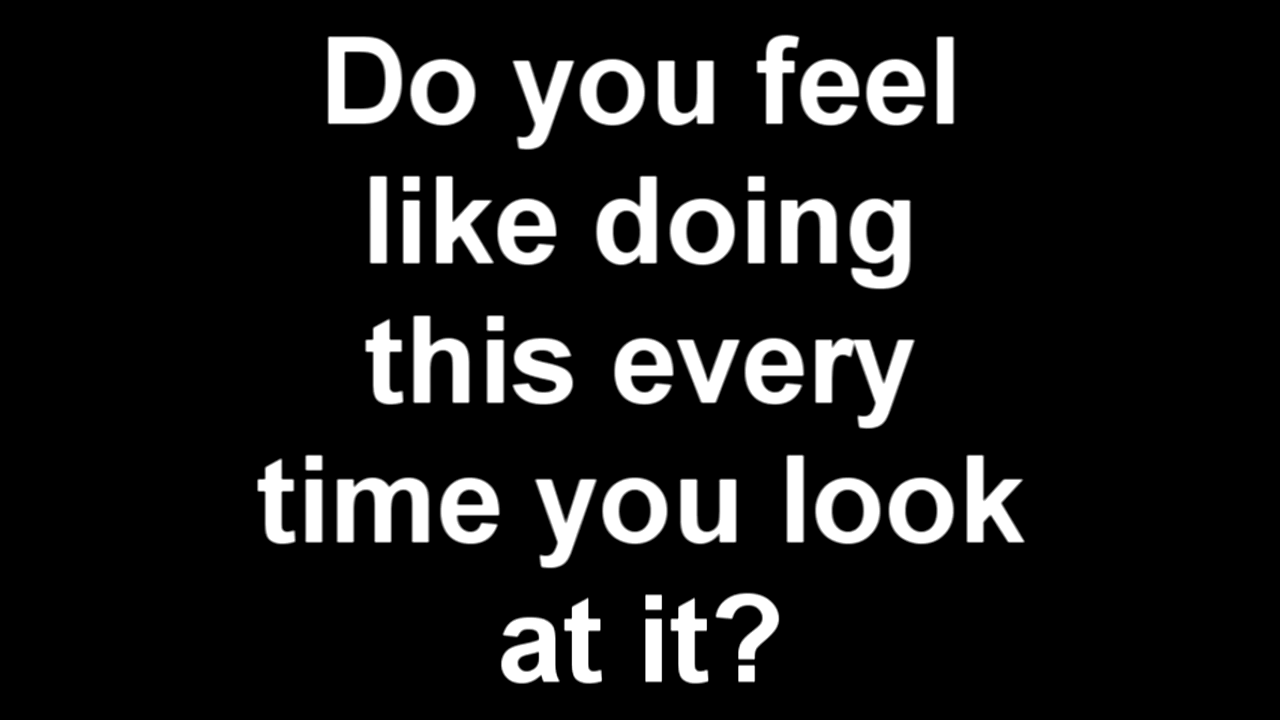 Do you feel
like doing
this every
time you look
at it?